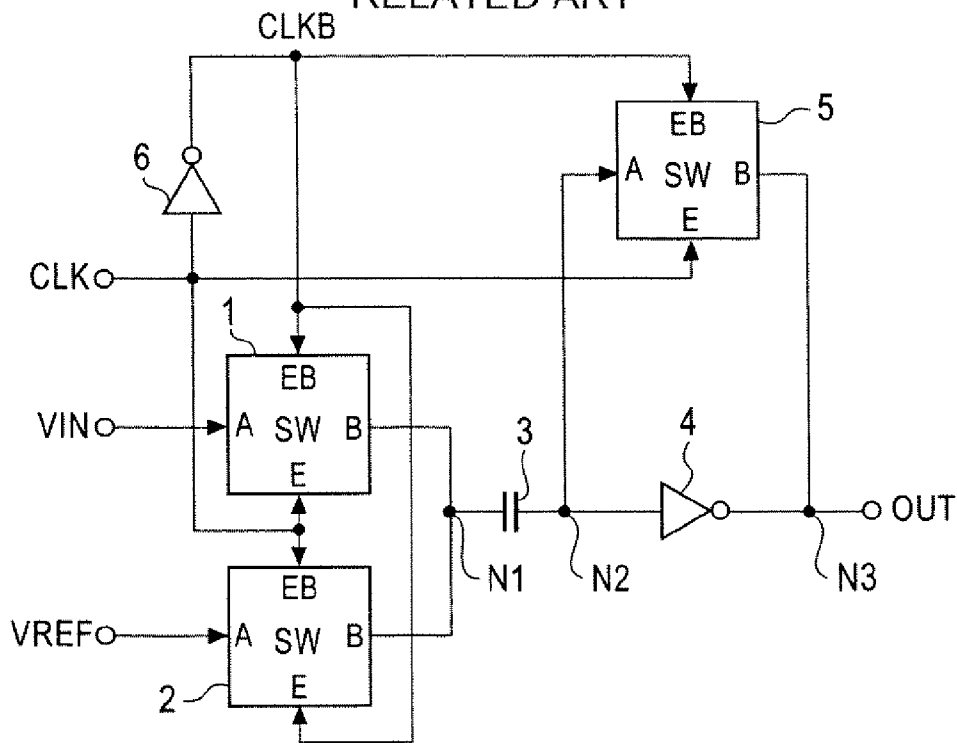 RELATED ART
CLKB
5
EB
A SW B
E
6
CLK
1
EB
VIN
A SW B
E
3
4
OUT
N1
N2
N3
EB
VREF
A SW B
E
2